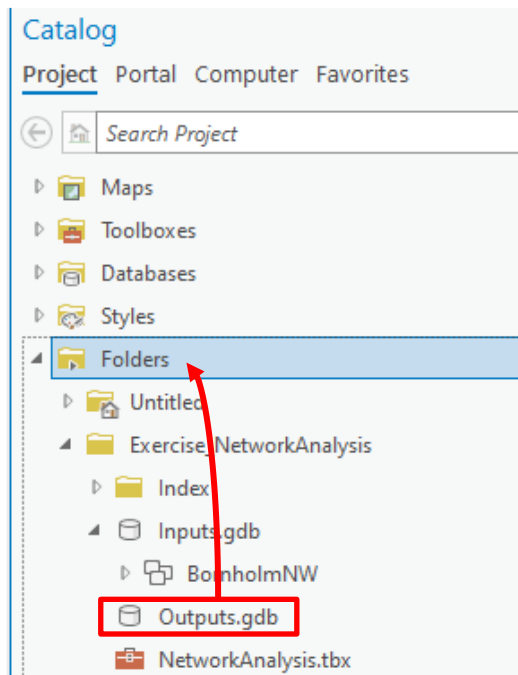 Catalog
Project Portal Computer Favorites
Search Project
Maps
Toolboxes
Databases
Styles
Folders
Untitled
Exercise_NetworkAnalysis
Index
Inputs.gdb
BornholmNW
Outputs.gdb
NetworkAnalysis.tbx